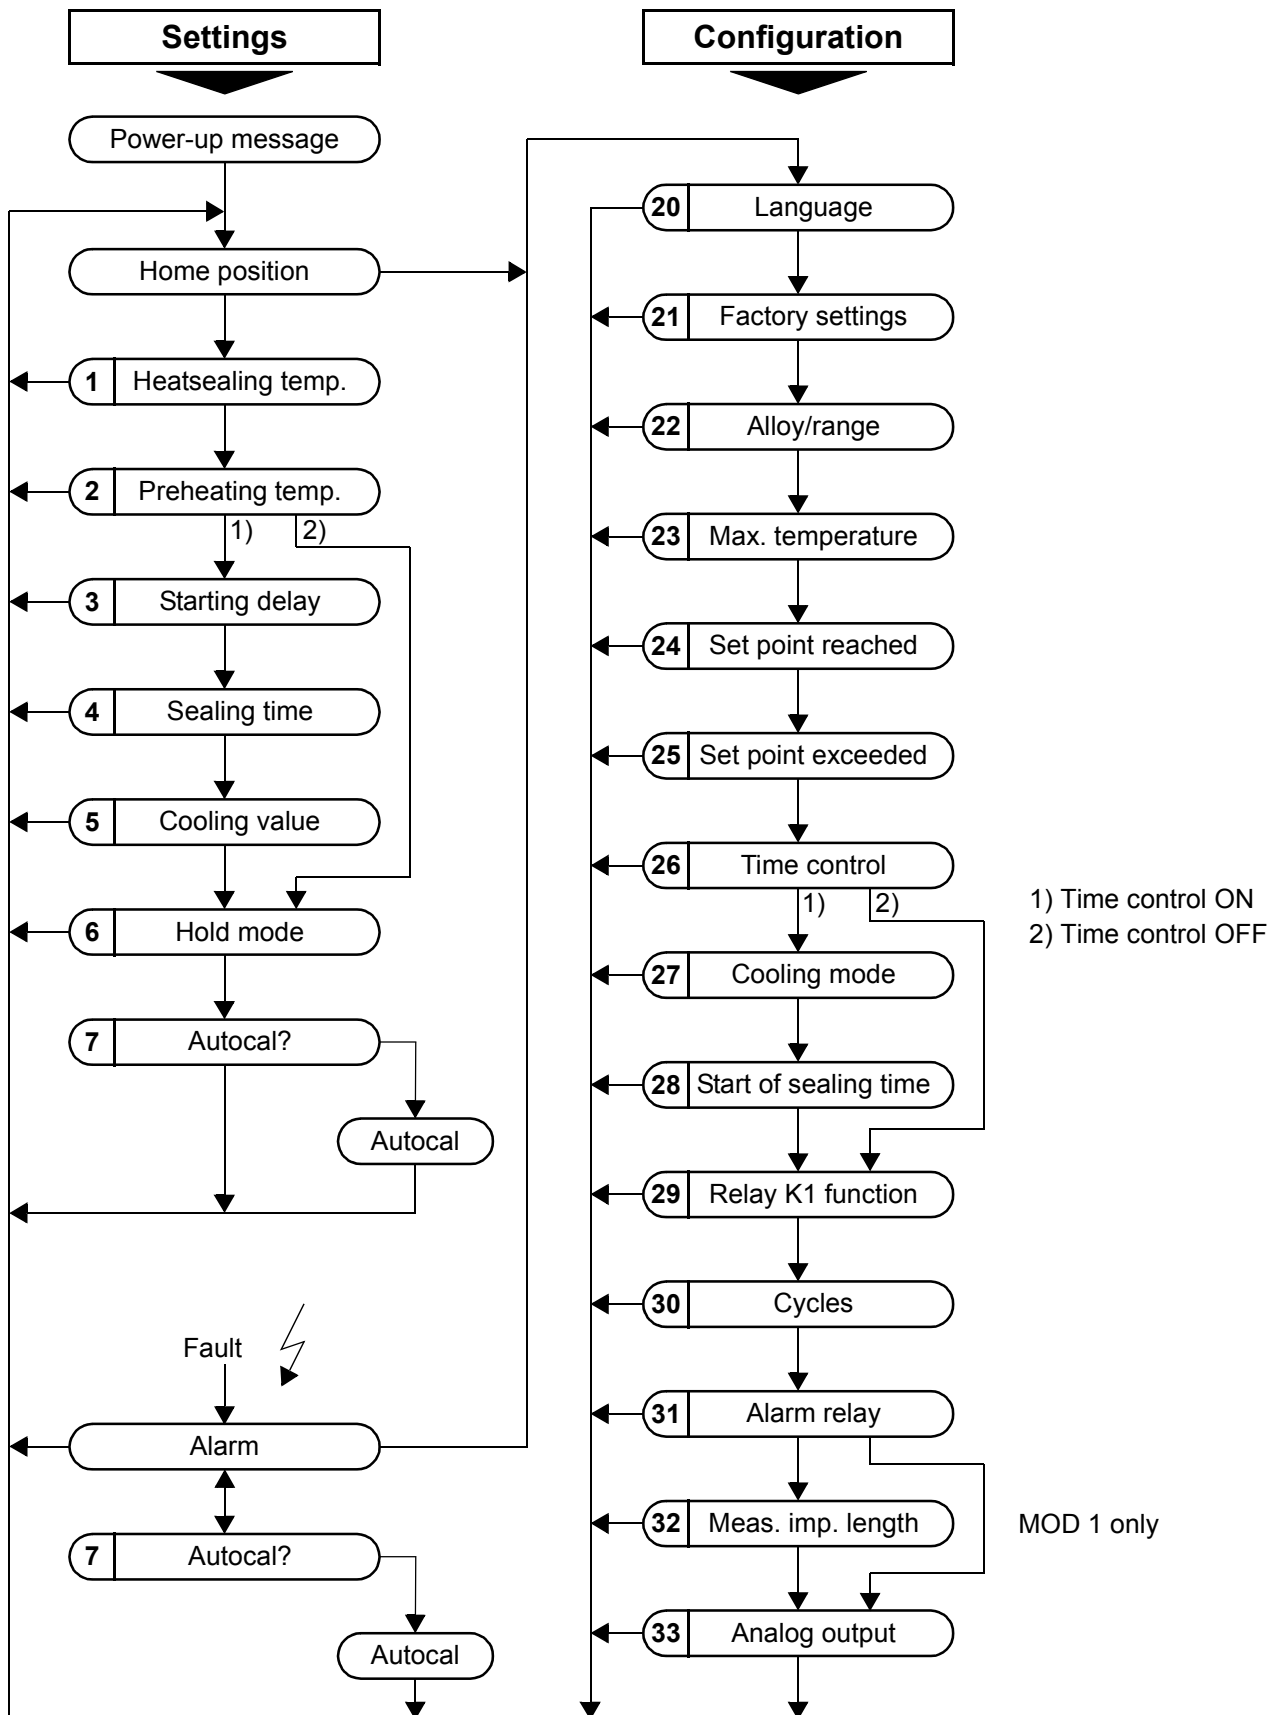 Settings
Power-up message
Home position
1 Heatsealing temp.
2 Preheating temp.
1) 2)
3 Starting delay
4 Sealing time
5 Cooling value
6 Hold mode
7 Autocal?
Autocal
Fault
Alarm
7 Autocal?
Autocal
Configuration
20 Language
21 Factory settings
22 Alloy/range
23 Max. temperature
24 Set point reached
25 Set point exceeded
26 Time control
1) 2)
27 Cooling mode
28 Start of sealing time
29 Relay K1 function
30 Cycles
31 Alarm relay
32 Meas. imp. length
33 Analog output
1) Time control ON
2) Time control OFF
MOD 1 only